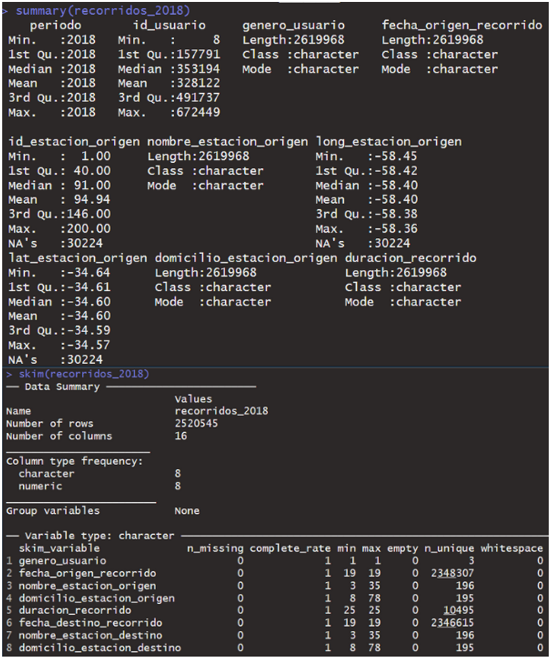 > summary(recorridos_2018)
periodo id_usuario genero_usuario fecha_origen_recorrido
Min. :2018 Min. : 8 Length:2619968 Length:2619968
1st Qu.:2018 1st Qu.:157791 Class :character Class :character
Median :2018 Median :353194 Mode :character Mode :character
Mean :2018 Mean :328122
3rd Qu.:2018 3rd Qu.:491737
Max. :2018 Max. :672449
id_estacion_origen nombre_estacion_origen long_estacion_origen
Min. : 1.00 Length:2619968 Min. :-58.45
1st Qu.: 40.00 Class :character 1st Qu.:-58.42
Median : 91.00 Mode :character Median :-58.40
Mean : 94.94 Mean :-58.40
3rd Qu.:146.00 3rd Qu.:-58.38
Max. :200.00 Max. :-58.36
NA's :30224 NA's :30224
lat_estacion_origen domicilio_estacion_origen duracion_recorrido
Min. :-34.64 Length:2619968 Length:2619968
1st Qu.:-34.61 Class :character Class :character
Median :-34.60 Mode :character Mode :character
Mean :-34.60
3rd Qu.:-34.59
Max. :-34.57
NA's :30224
> skim(recorridos_2018)
── Data Summary ────────────────────────
Values
Name recorridos_2018
Number of rows 2520545
Number of columns 16
_______________________
Column type frequency:
character 8
numeric 8
________________________
Group variables None
── Variable type: character ────────────────────────
skim_variable n_missing complete_rate min max empty n_unique whitespace
1 genero_usuario 0 1 1 1 0 3 0
2 fecha_origen_recorrido 0 1 19 19 0 2348307 0
3 nombre_estacion_origen 0 1 3 35 0 196 0
4 domicilio_estacion_origen 0 1 8 78 0 195 0
5 duracion_recorrido 0 1 25 25 0 10495 0
6 fecha_destino_recorrido 0 1 19 19 0 2346615 0
7 nombre_estacion_destino 0 1 3 35 0 196 0
8 domicilio_estacion_destino 0 1 8 78 0 195 0